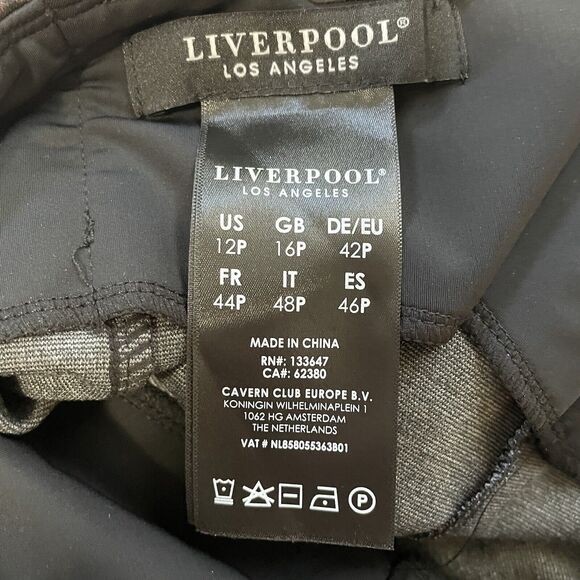 LIVERPOOL®
LOS ANGELES
LIVERPOOL®
LOS ANGELES
US GB DE/EU
12P 16P 42P
FR IT ES
44P 48P 46P
MADE IN CHINA
RN#: 133647
CA#: 62380
CAVERN CLUB EUROPE B.V.
KONINGIN WILHELMINAPLEIN 1
1062 HG AMSTERDAM
THE NETHERLANDS
VAT # NL858055363B01
P